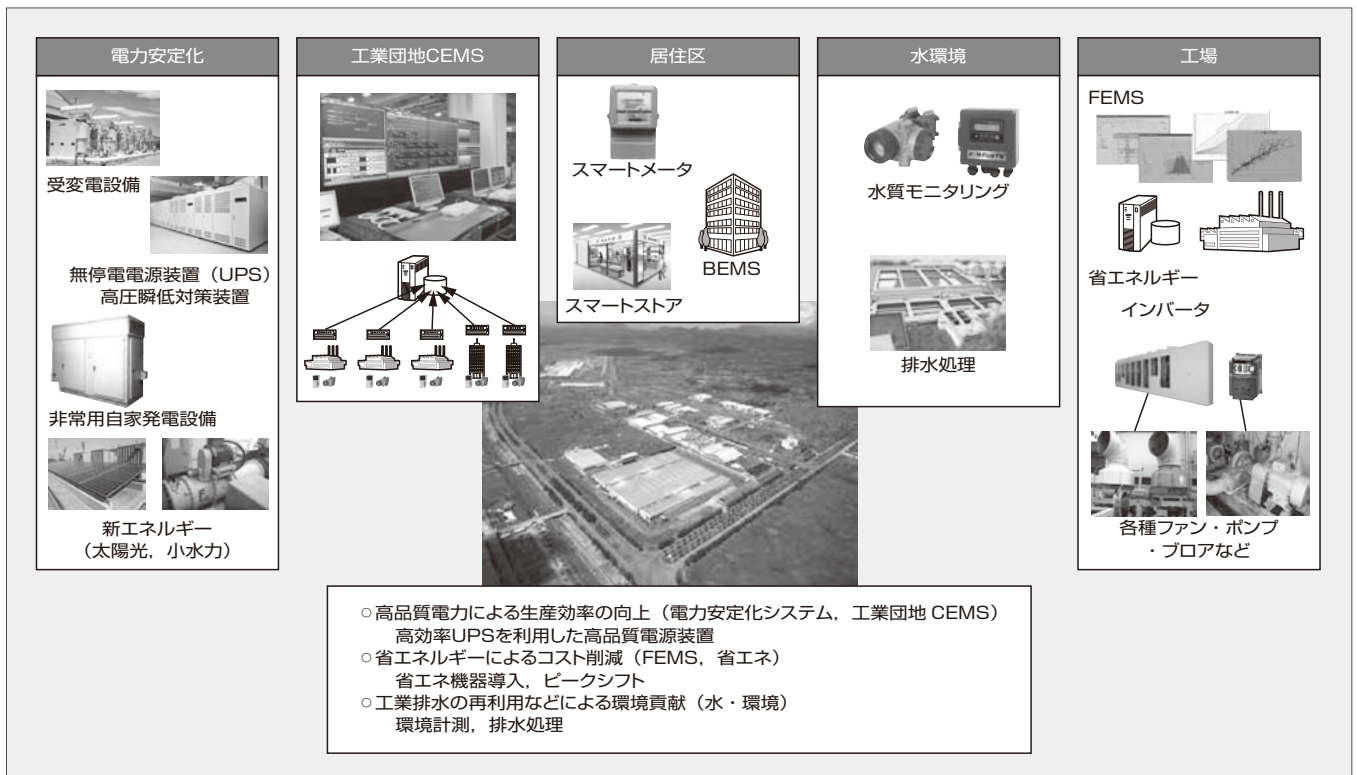 電力安定化
受変電設備
無停電電源装置（UPS）
高圧瞬低対策装置
非常用自家発電設備
新エネルギー
（太陽光，小水力）
工業団地CEMS
居住区
スマートメータ
BEMS
スマートストア
水環境
水質モニタリング
排水処理
工場
FEMS
省エネルギー
インバータ
各種ファン・ポンプ
・ブロアなど
○高品質電力による生産効率の向上（電力安定化システム，工業団地 CEMS）
高効率UPSを利用した高品質電源装置
○省エネルギーによるコスト削減（FEMS，省エネ）
省エネ機器導入，ピークシフト
○工業排水の再利用などによる環境貢献（水・環境）
環境計測，排水処理